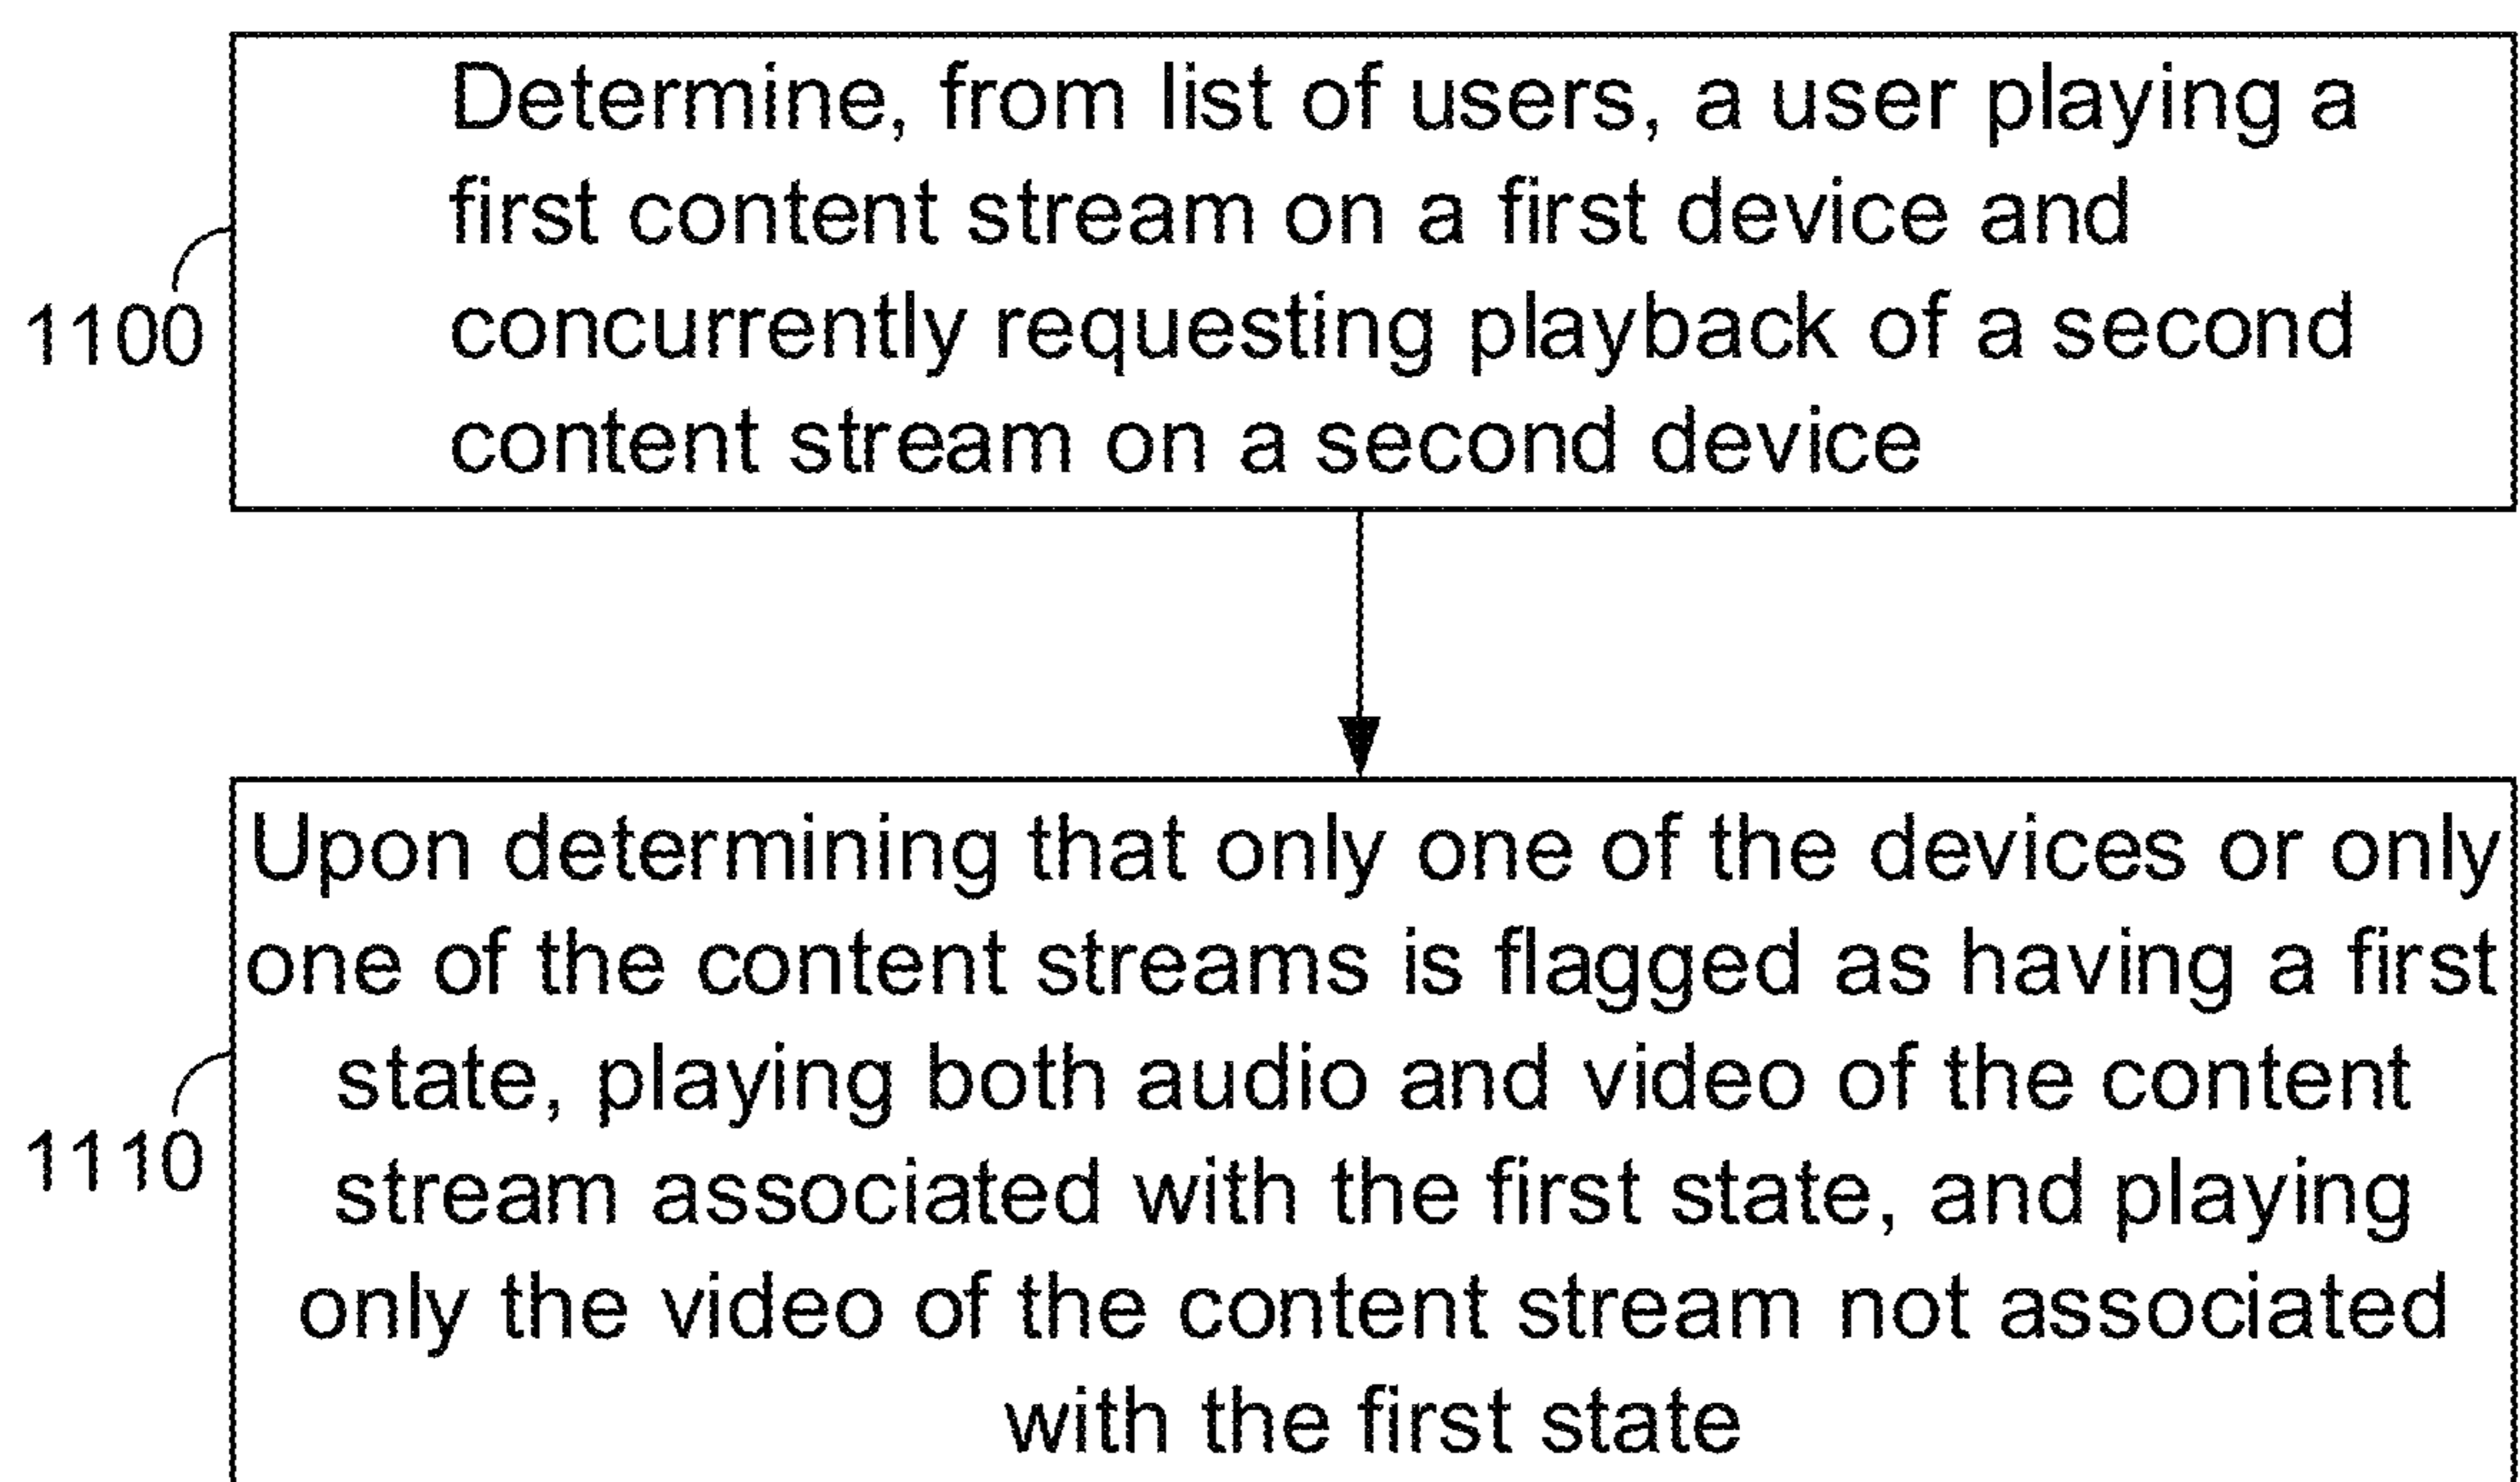 Determine, from list of users, a user playing a
first content stream on a first device and
concurrently requesting playback of a second
content stream on a second device
1100
Upon determining that only one of the devices or only
one of the content streams is flagged as having a first
state, playing both audio and video of the content
stream associated with the first state, and playing
only the video of the content stream not associated
with the first state
1110